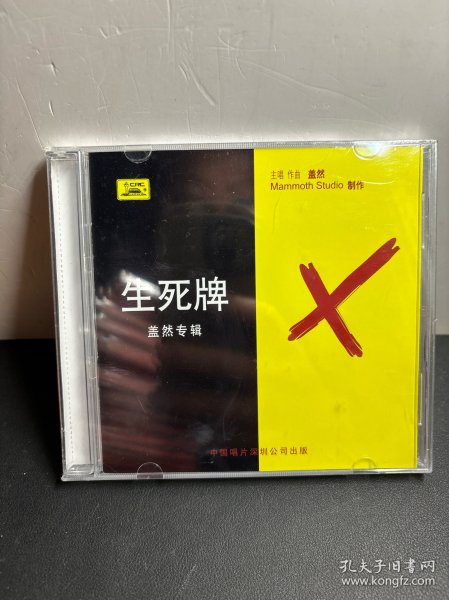 CRC
主唱 作曲 盖然
Mammoth Studio 制作
生死牌
盖然专辑
中国唱片深圳公司出版
孔夫子旧书网
www.kongfz.com